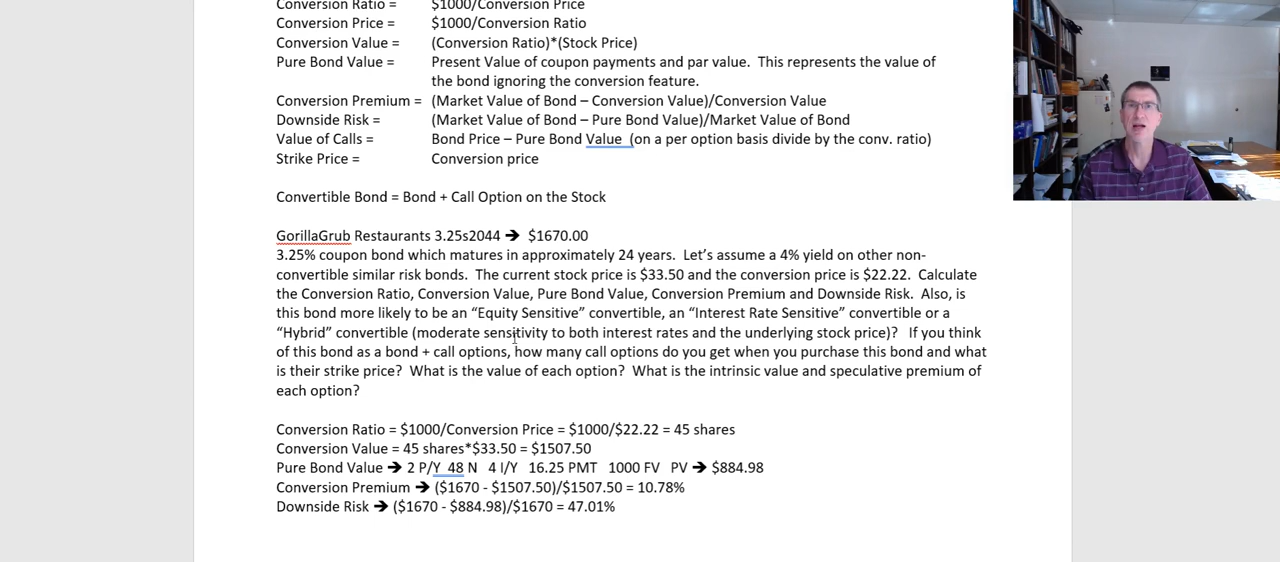 Conversion Ratio = $1000/Conversion Price
Conversion Price = $1000/Conversion Ratio
Conversion Value = (Conversion Ratio)*(Stock Price)
Pure Bond Value = Present Value of coupon payments and par value. This represents the value of
the bond ignoring the conversion feature.
Conversion Premium = (Market Value of Bond – Conversion Value)/Conversion Value
Downside Risk = (Market Value of Bond – Pure Bond Value)/Market Value of Bond
Value of Calls = Bond Price – Pure Bond Value (on a per option basis divide by the conv. ratio)
Strike Price = Conversion price
Convertible Bond = Bond + Call Option on the Stock
GorillaGrub Restaurants 3.25s2044 ➔ $1670.00
3.25% coupon bond which matures in approximately 24 years. Let’s assume a 4% yield on other non-
convertible similar risk bonds. The current stock price is $33.50 and the conversion price is $22.22. Calculate
the Conversion Ratio, Conversion Value, Pure Bond Value, Conversion Premium and Downside Risk. Also, is
this bond more likely to be an “Equity Sensitive” convertible, an “Interest Rate Sensitive” convertible or a
“Hybrid” convertible (moderate sensitivity to both interest rates and the underlying stock price)? If you think
of this bond as a bond + call options, how many call options do you get when you purchase this bond and what
is their strike price? What is the value of each option? What is the intrinsic value and speculative premium of
each option?
Conversion Ratio = $1000/Conversion Price = $1000/$22.22 = 45 shares
Conversion Value = 45 shares*$33.50 = $1507.50
Pure Bond Value ➔ 2 P/Y 48 N 4 I/Y 16.25 PMT 1000 FV PV ➔ $884.98
Conversion Premium ➔ ($1670 - $1507.50)/$1507.50 = 10.78%
Downside Risk ➔ ($1670 - $884.98)/$1670 = 47.01%